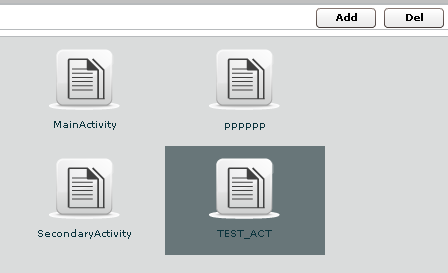 Add Del
MainActivity pppppp
SecondaryActivity TEST_ACT